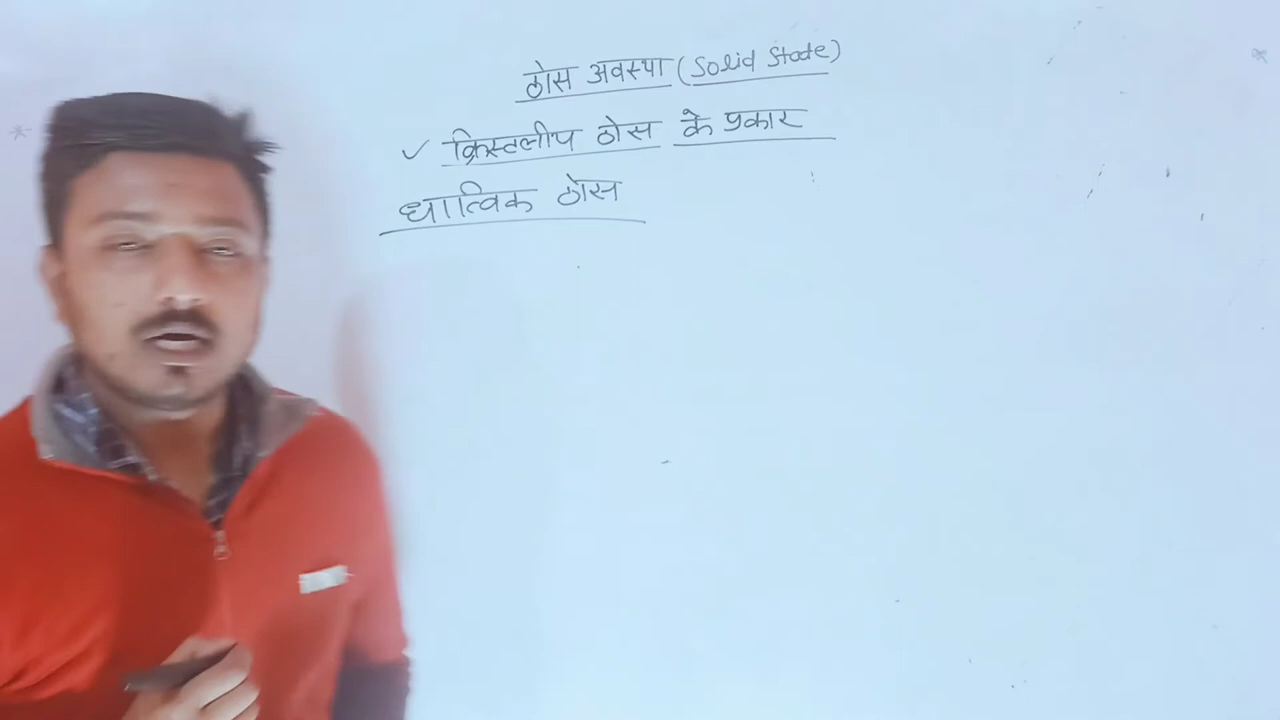 ठोस अवस्था (Solid State)
✓ क्रिस्टलीय ठोस के प्रकार
धात्विक ठोस